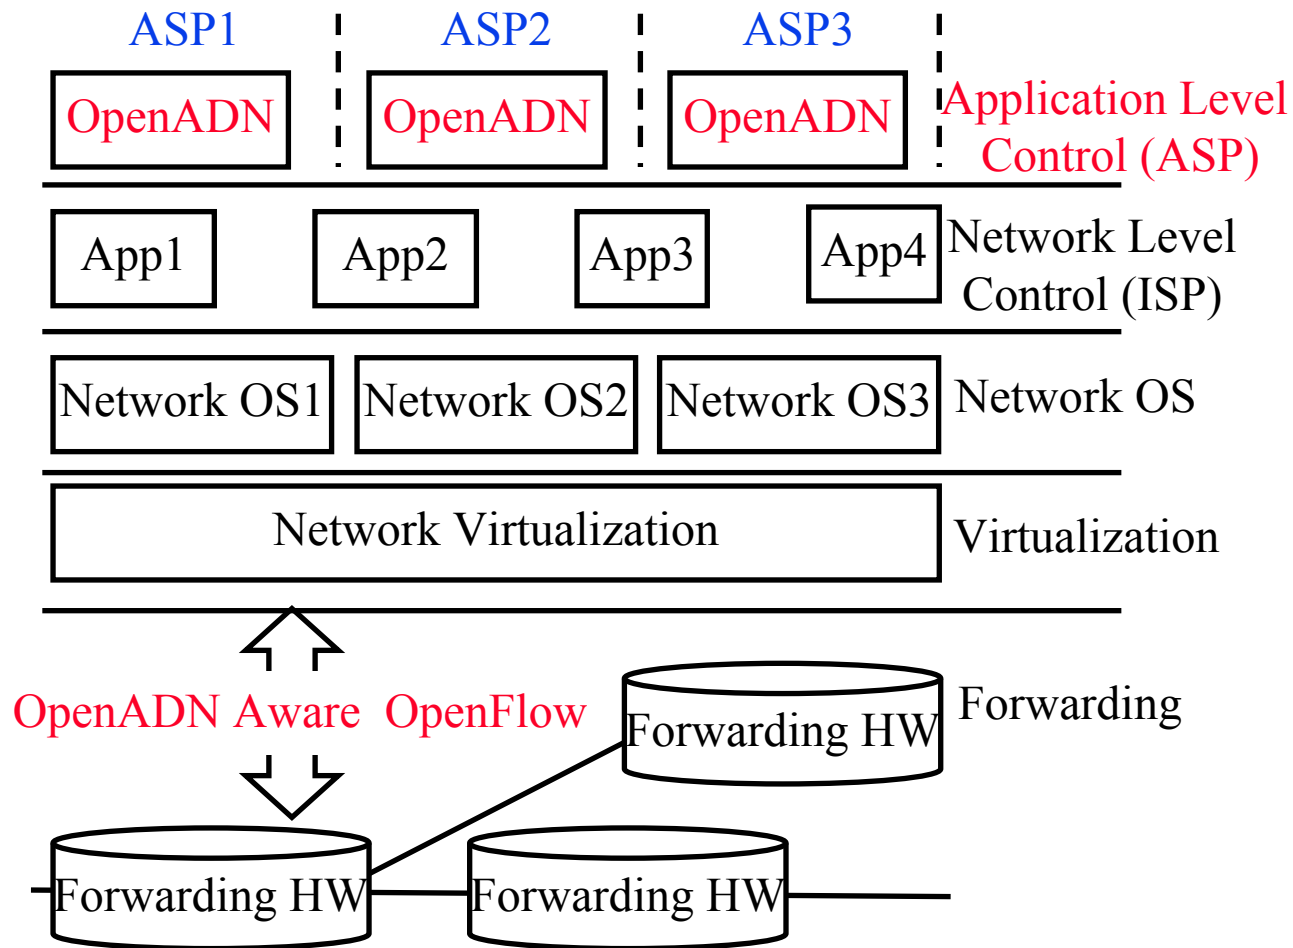 ASP1 ASP2 ASP3
OpenADN OpenADN OpenADN
Application Level
Control (ASP)
App1 App2 App3 App4
Network Level
Control (ISP)
Network OS1 Network OS2 Network OS3 Network OS
Network Virtualization Virtualization
OpenADN Aware OpenFlow
Forwarding HW Forwarding
Forwarding HW Forwarding HW